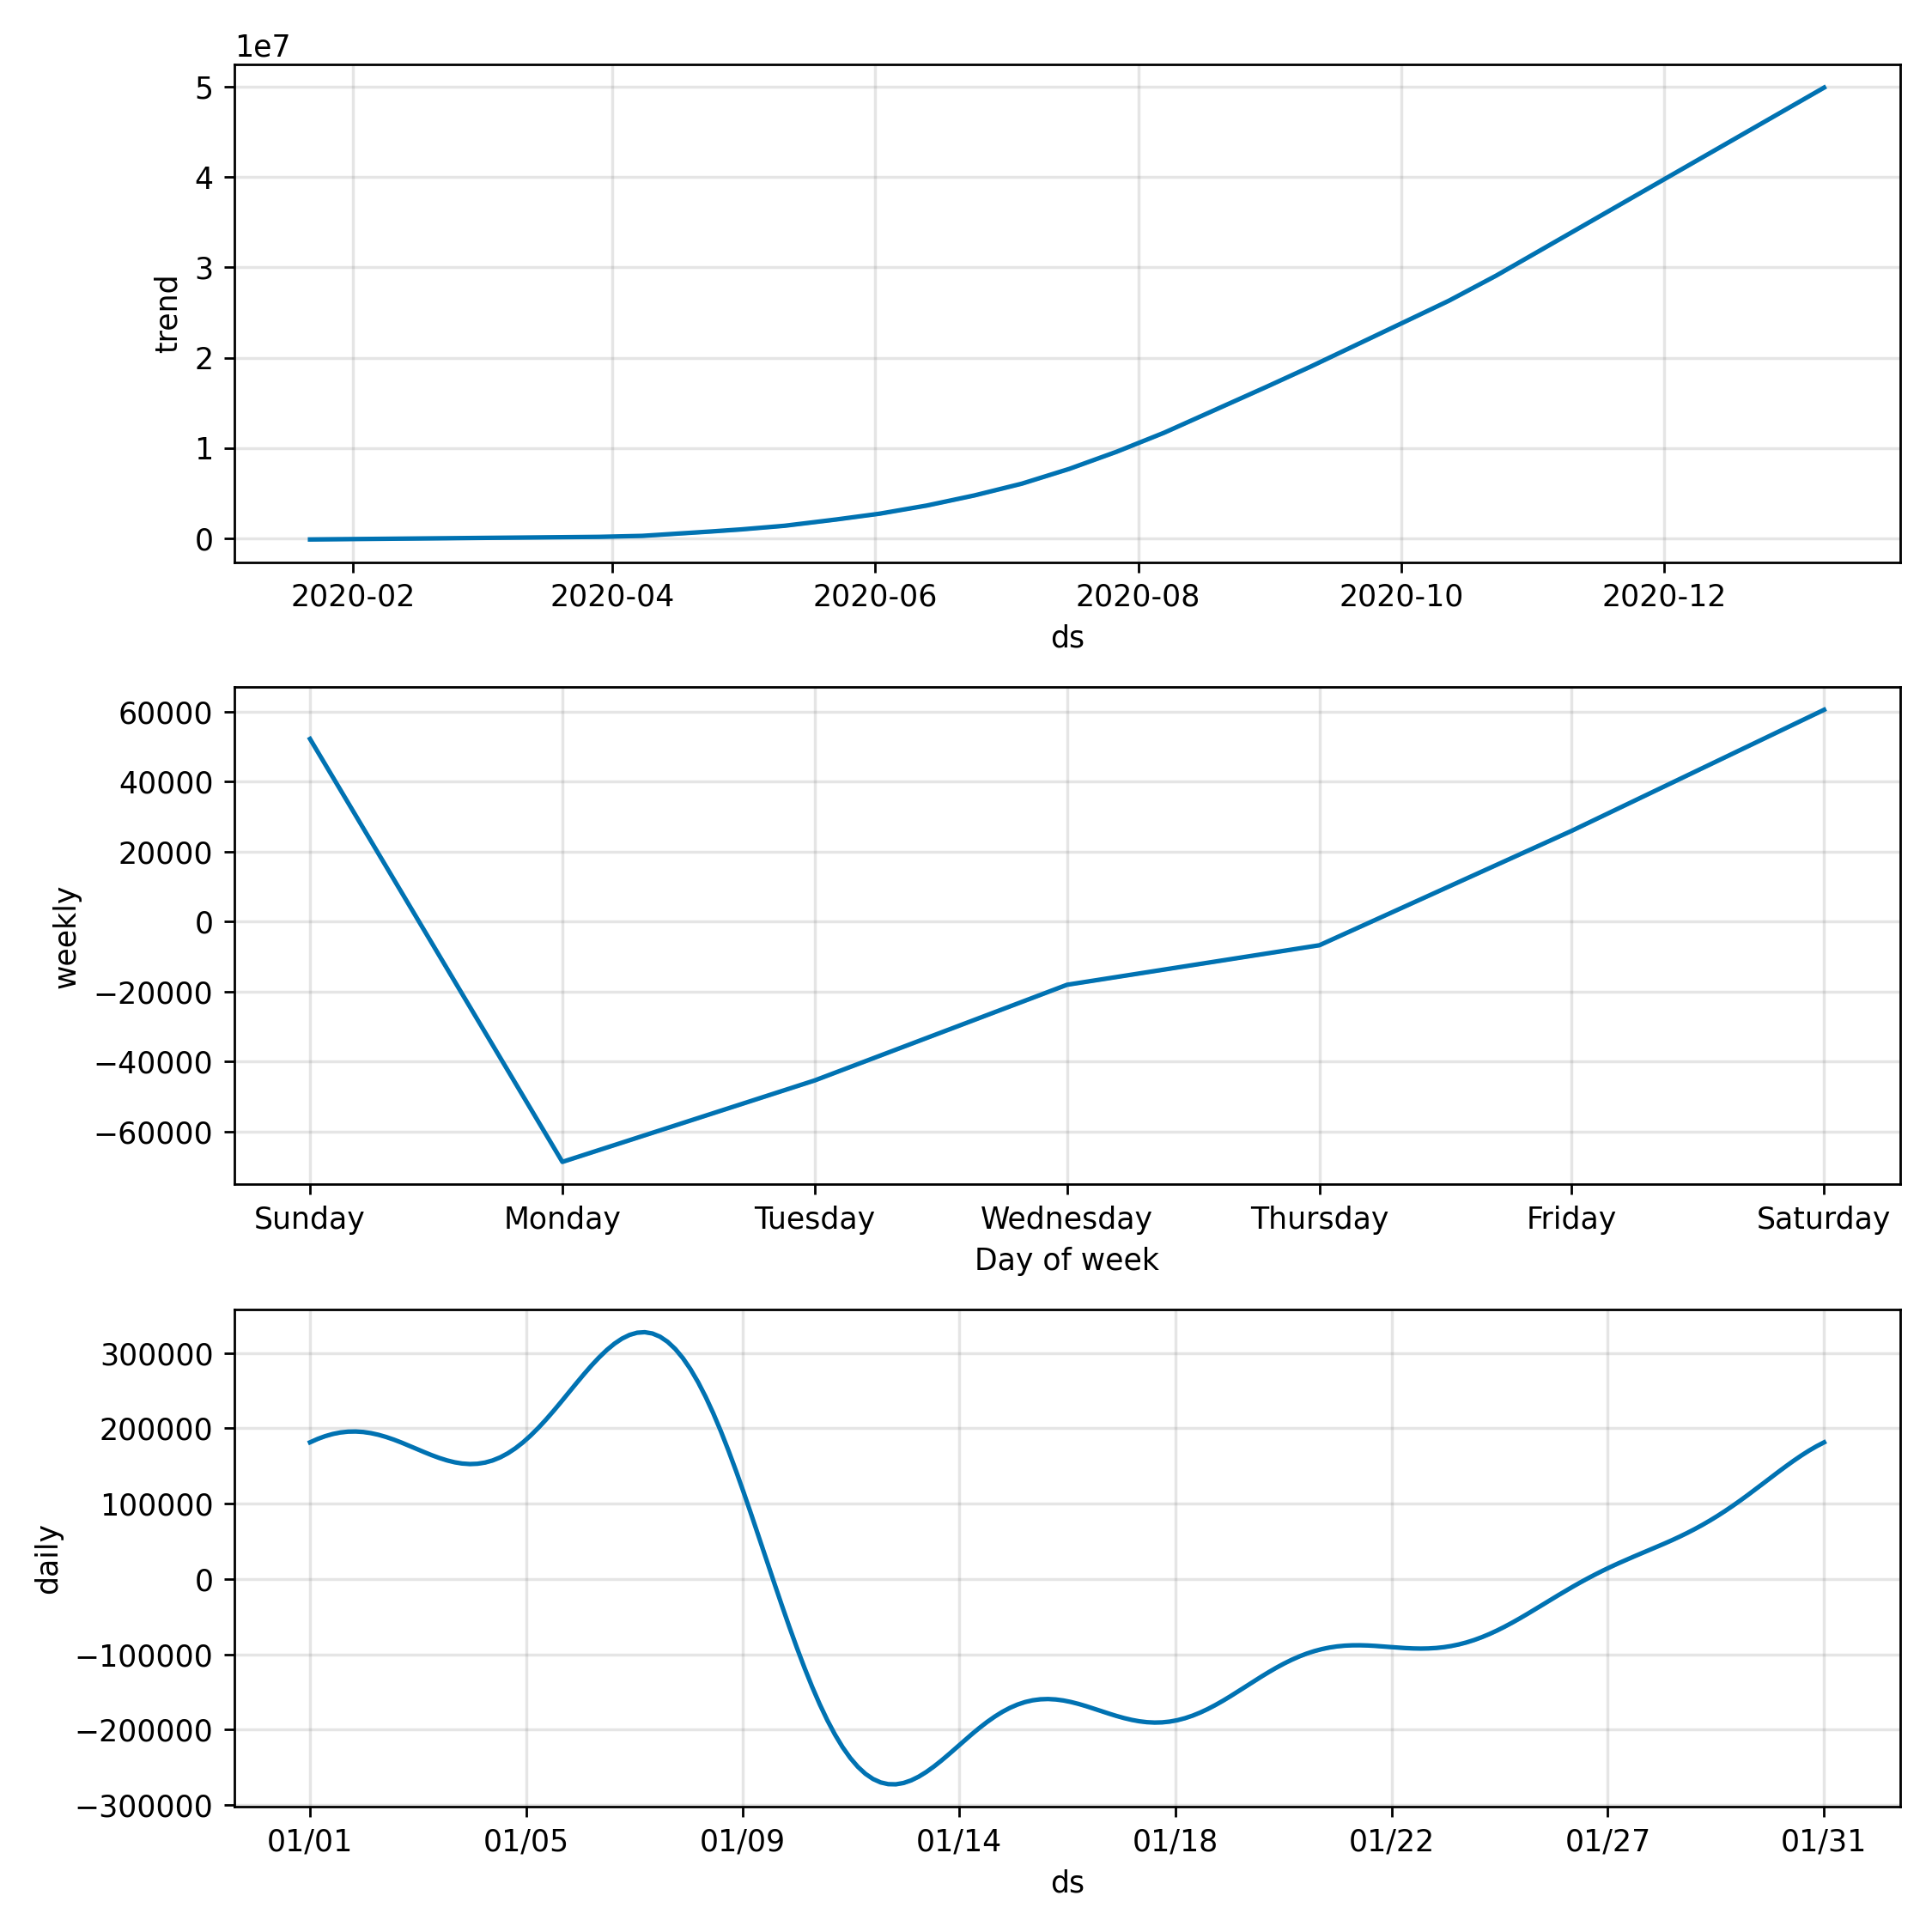 1e7
5
4
3
2
1
0
trend
2020-02 2020-04 2020-06 2020-08 2020-10 2020-12
ds
60000
40000
20000
0
−20000
−40000
−60000
weekly
Sunday Monday Tuesday Wednesday Thursday Friday Saturday
Day of week
300000
200000
100000
0
−100000
−200000
−300000
daily
01/01 01/05 01/09 01/14 01/18 01/22 01/27 01/31
ds